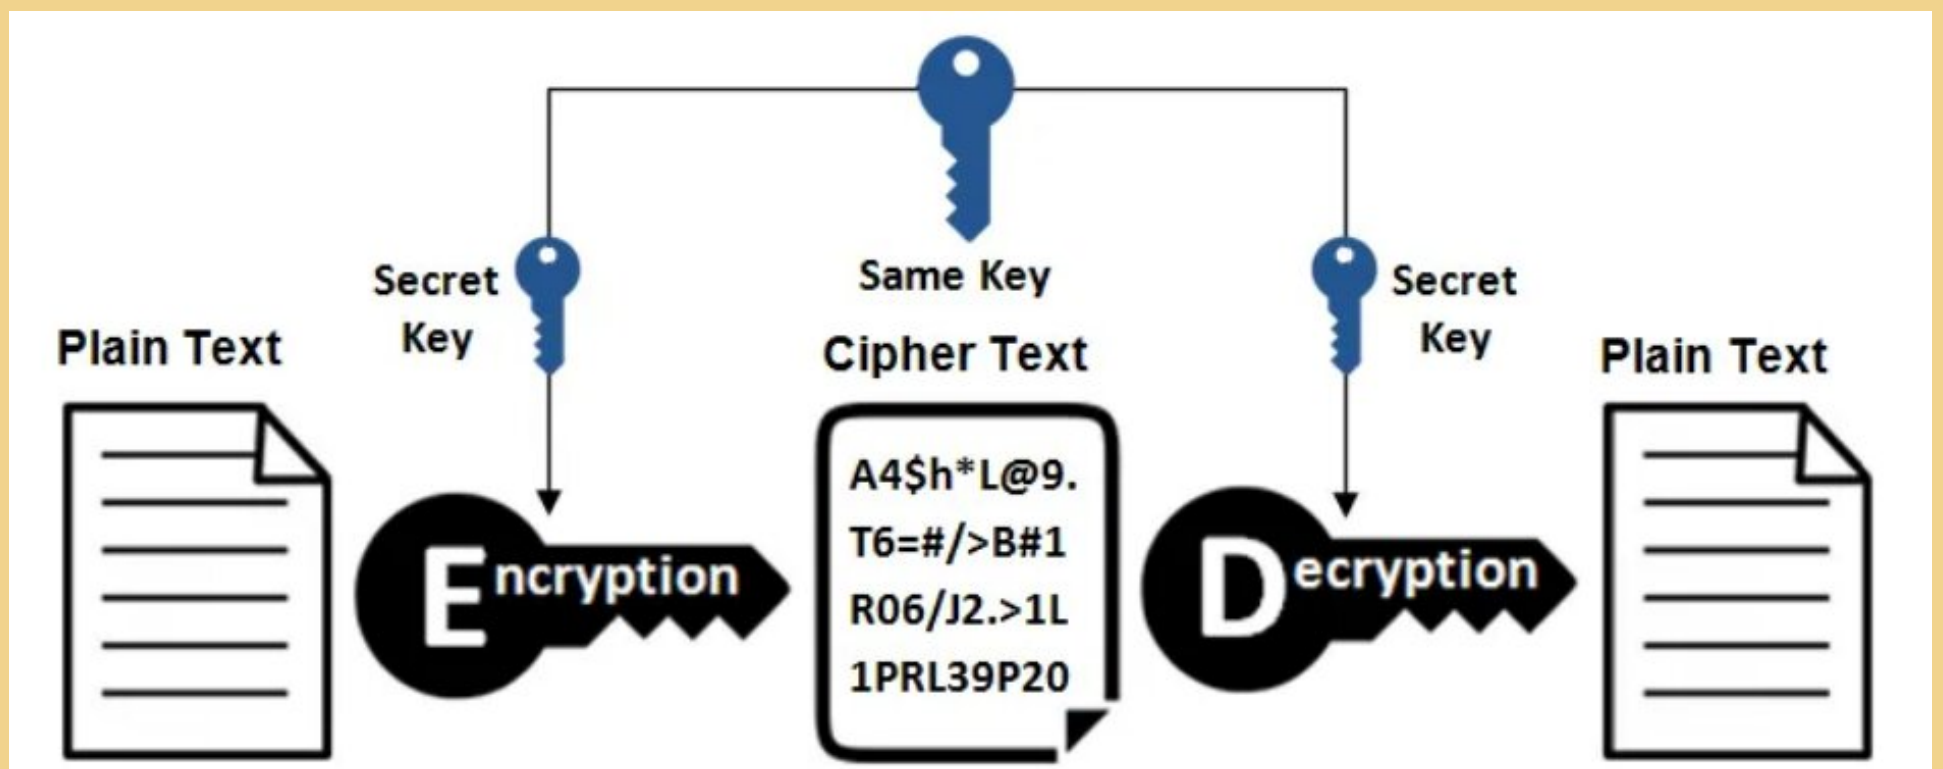 Same Key
Secret
Key
Secret
Key
Plain Text
Cipher Text
Plain Text
A4$h*L@9.
T6=#/>B#1
R06/J2.>1L
1PRL39P20
Encryption
Decryption